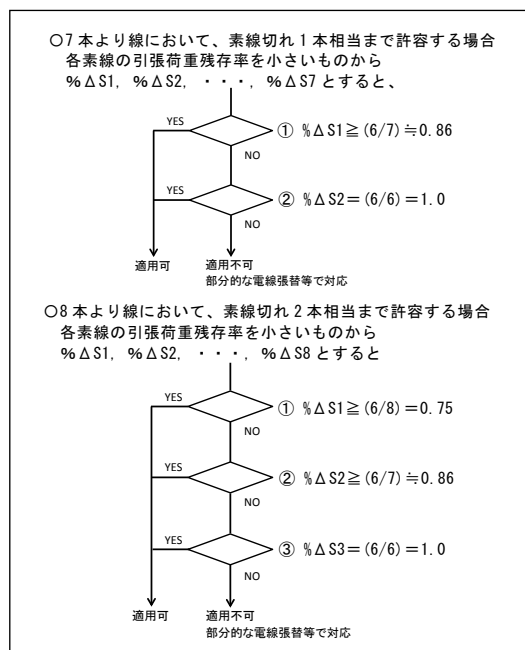 〇7本より線において、素線切れ1本相当まで許容する場合
各素線の引張荷重残存率を小さいものから
%ΔS1, %ΔS2, ・・・, %ΔS7とすると、
YES
① %ΔS1≧(6/7)≒0.86
NO
YES
② %ΔS2=(6/6)=1.0
NO
適用可
適用不可
部分的な電線張替等で対応
〇8本より線において、素線切れ2本相当まで許容する場合
各素線の引張荷重残存率を小さいものから
%ΔS1, %ΔS2, ・・・, %ΔS8とすると
YES
① %ΔS1≧(6/8)=0.75
NO
YES
② %ΔS2≧(6/7)≒0.86
NO
YES
③ %ΔS3=(6/6)=1.0
NO
適用可
適用不可
部分的な電線張替等で対応